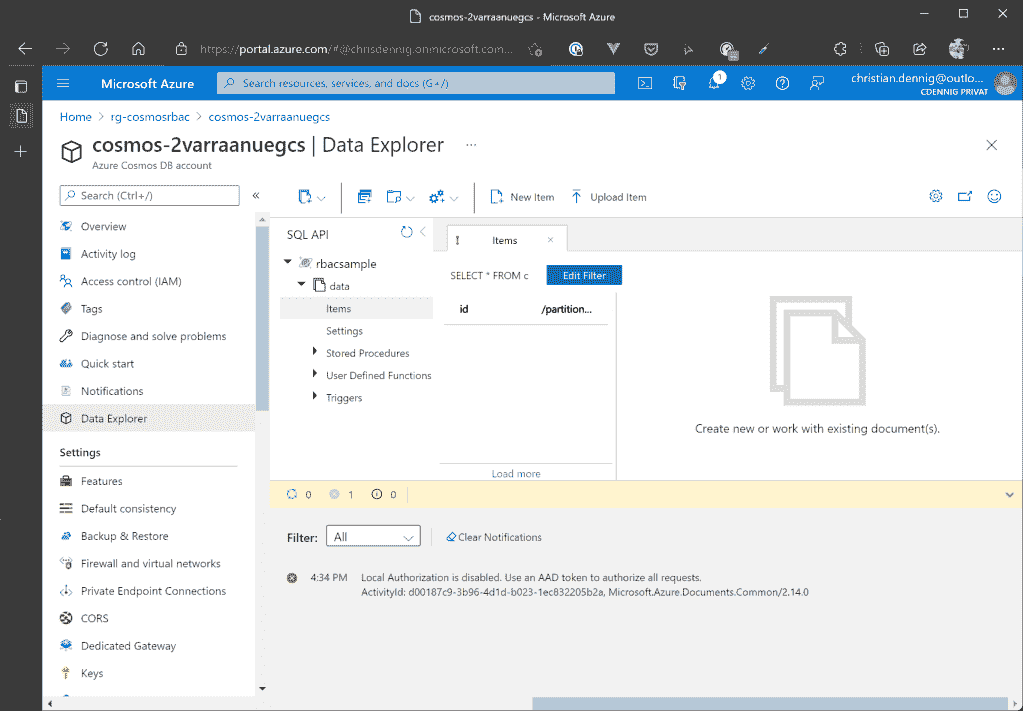 cosmos-2varraanuegcs - Microsoft Azure
https://portal.azure.com/#@chrisdennig.onmicrosoft.com...
Microsoft Azure
Search resources, services, and docs (G+/)
1
christian.dennig@outlo...
CDENNIG PRIVAT
Home > rg-cosmosrbac > cosmos-2varraanuegcs
cosmos-2varraanuegcs | Data Explorer ...
Azure Cosmos DB account
Search (Ctrl+/)
«
Overview
Activity log
Access control (IAM)
Tags
Diagnose and solve problems
Quick start
Notifications
Data Explorer
Settings
Features
Default consistency
Backup & Restore
Firewall and virtual networks
Private Endpoint Connections
CORS
Dedicated Gateway
Keys
New Item
Upload Item
SQL API
rbacsample
data
Items
Settings
Stored Procedures
User Defined Functions
Triggers
Items
SELECT * FROM c
Edit Filter
id /partition...
Load more
Create new or work with existing document(s).
0 1 0
Filter: All
Clear Notifications
4:34 PM Local Authorization is disabled. Use an AAD token to authorize all requests.
ActivityId: d00187c9-3b96-4d1d-b023-1ec832205b2a, Microsoft.Azure.Documents.Common/2.14.0